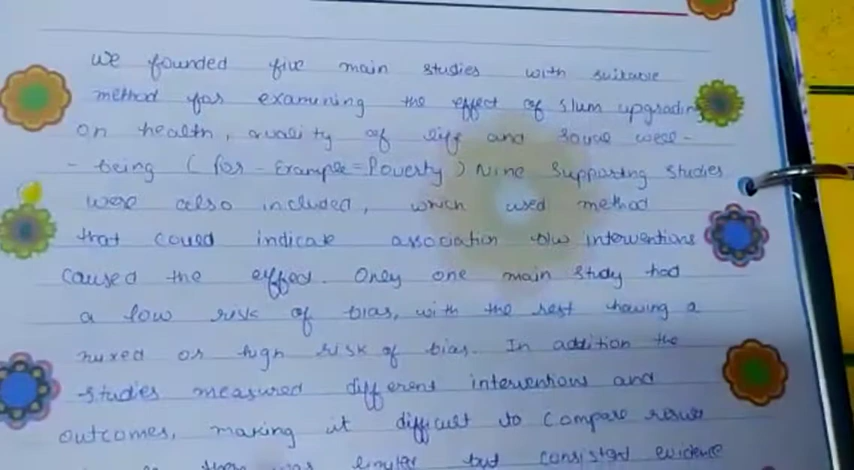 we founded five main studies with suitable
method for examining the effect of slum upgrading
on health, quality of life and social well-
- being (for - Example = Poverty) Nine supporting studies
were also included, which used method
that could indicate association b/w interventions
caused the effect. Only one main study had
a low risk of bias, with the rest having a
mixed or high risk of bias. In addition the
studies measured different interventions and
outcomes, making it difficult to compare result
there was limited but consistent evidence